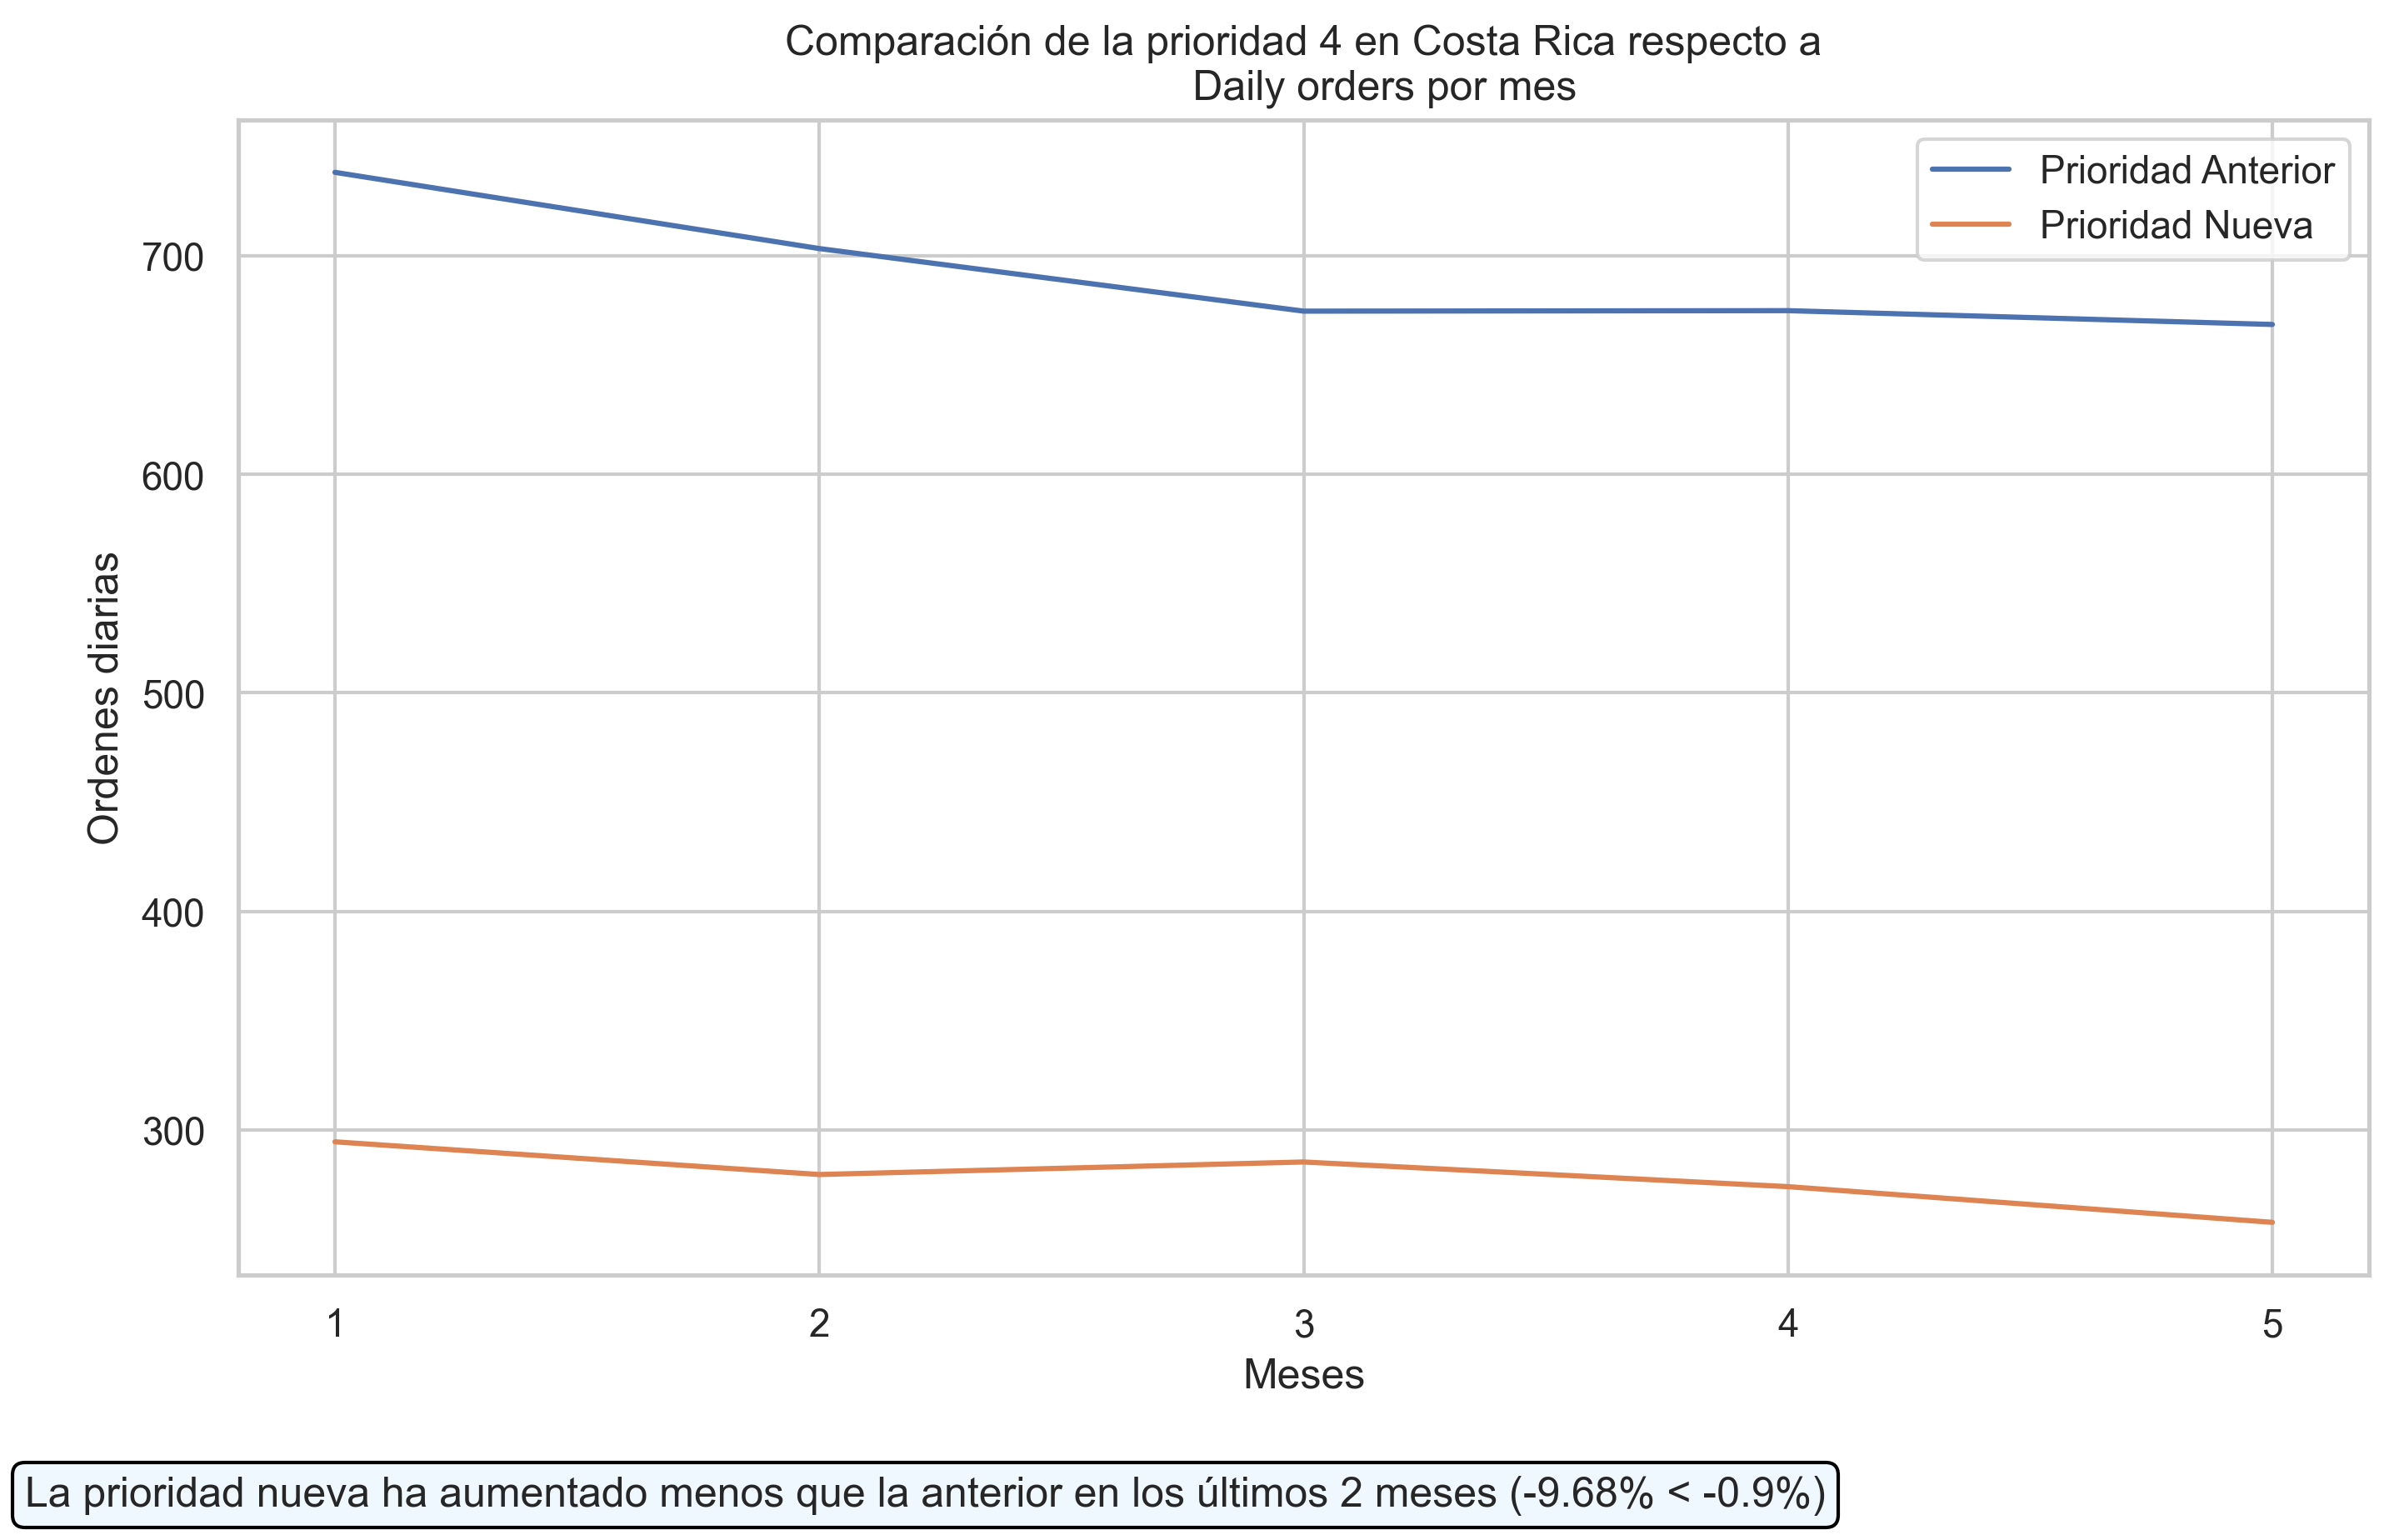 Comparación de la prioridad 4 en Costa Rica respecto a
Daily orders por mes
Prioridad Anterior
Prioridad Nueva
700
600
500
400
300
Ordenes diarias
1 2 3 4 5
Meses
La prioridad nueva ha aumentado menos que la anterior en los últimos 2 meses (-9.68% < -0.9%)